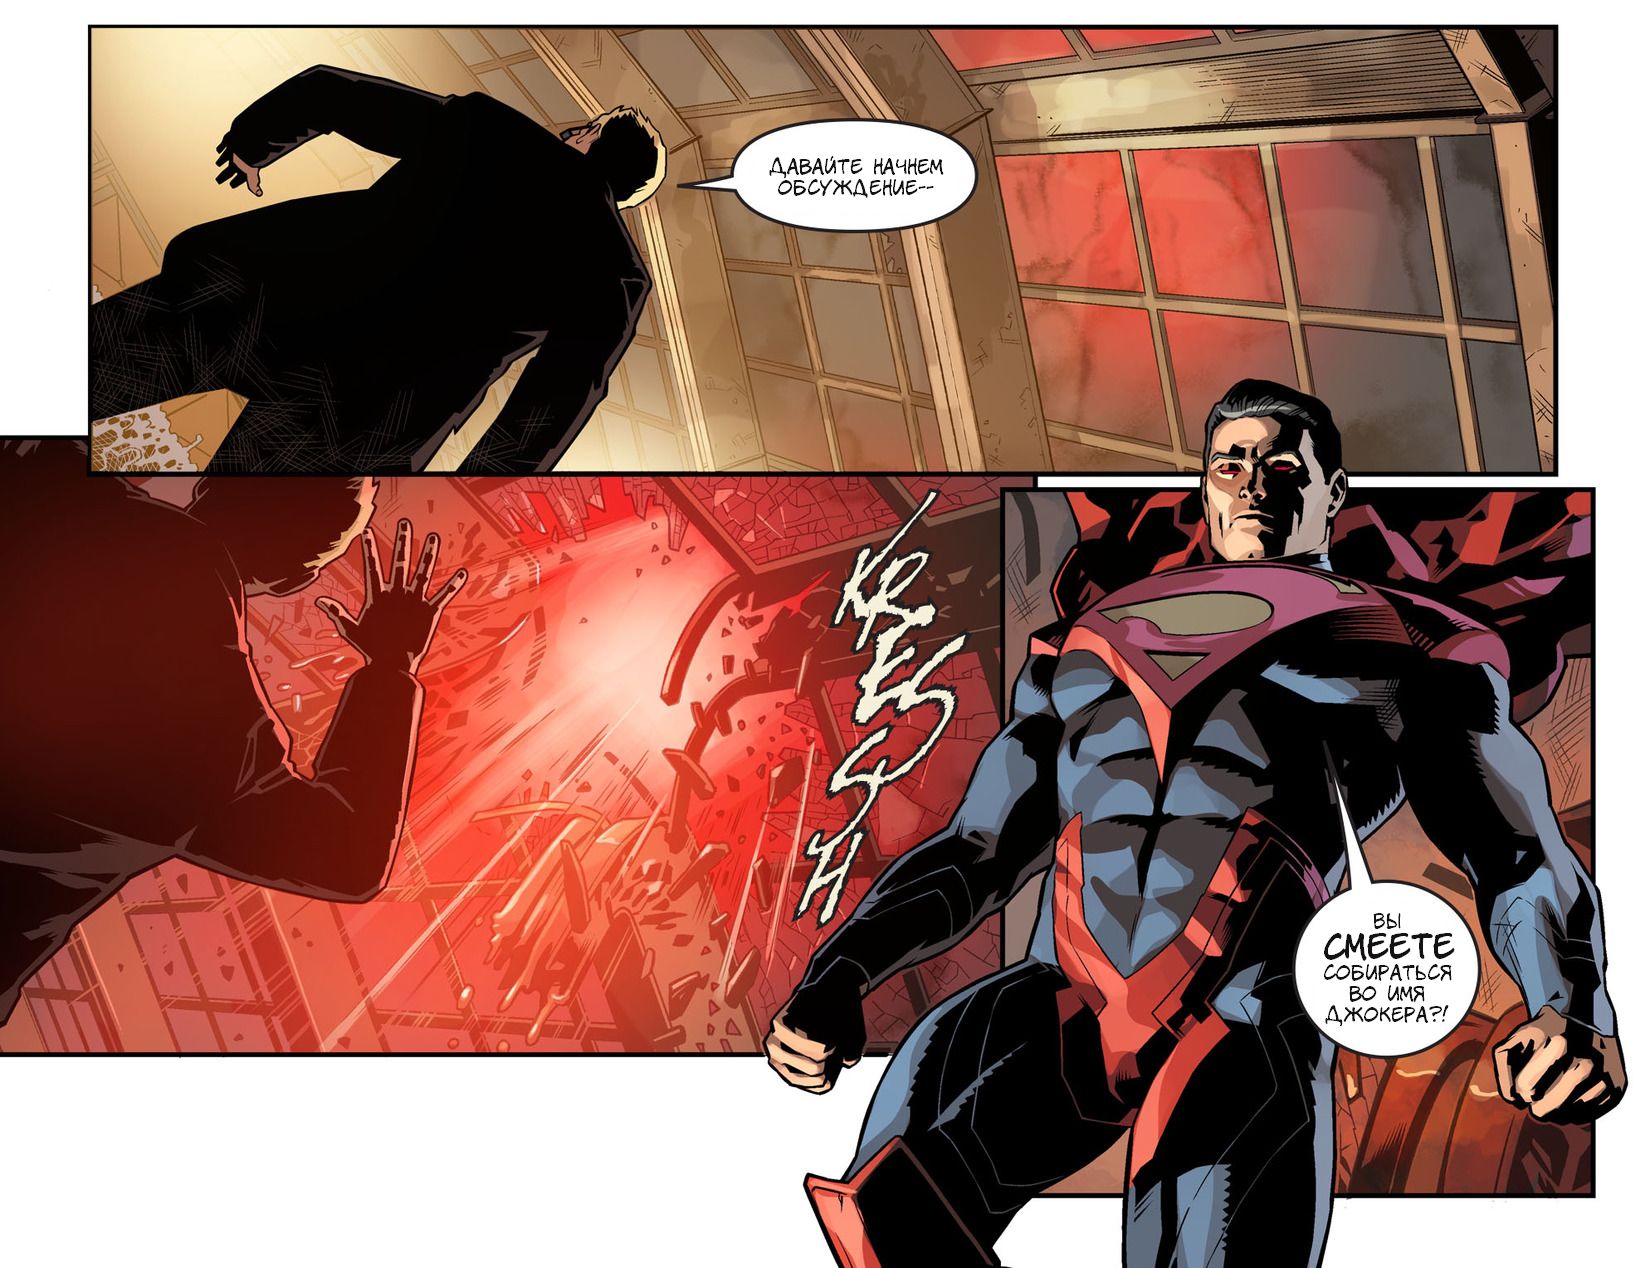 ДАВАЙТЕ НАЧНЕМ
ОБСУЖДЕНИЕ--
KRESH
ВЫ
СМЕЕТЕ
СОБИРАТЬСЯ
ВО ИМЯ
ДЖОКЕРА?!